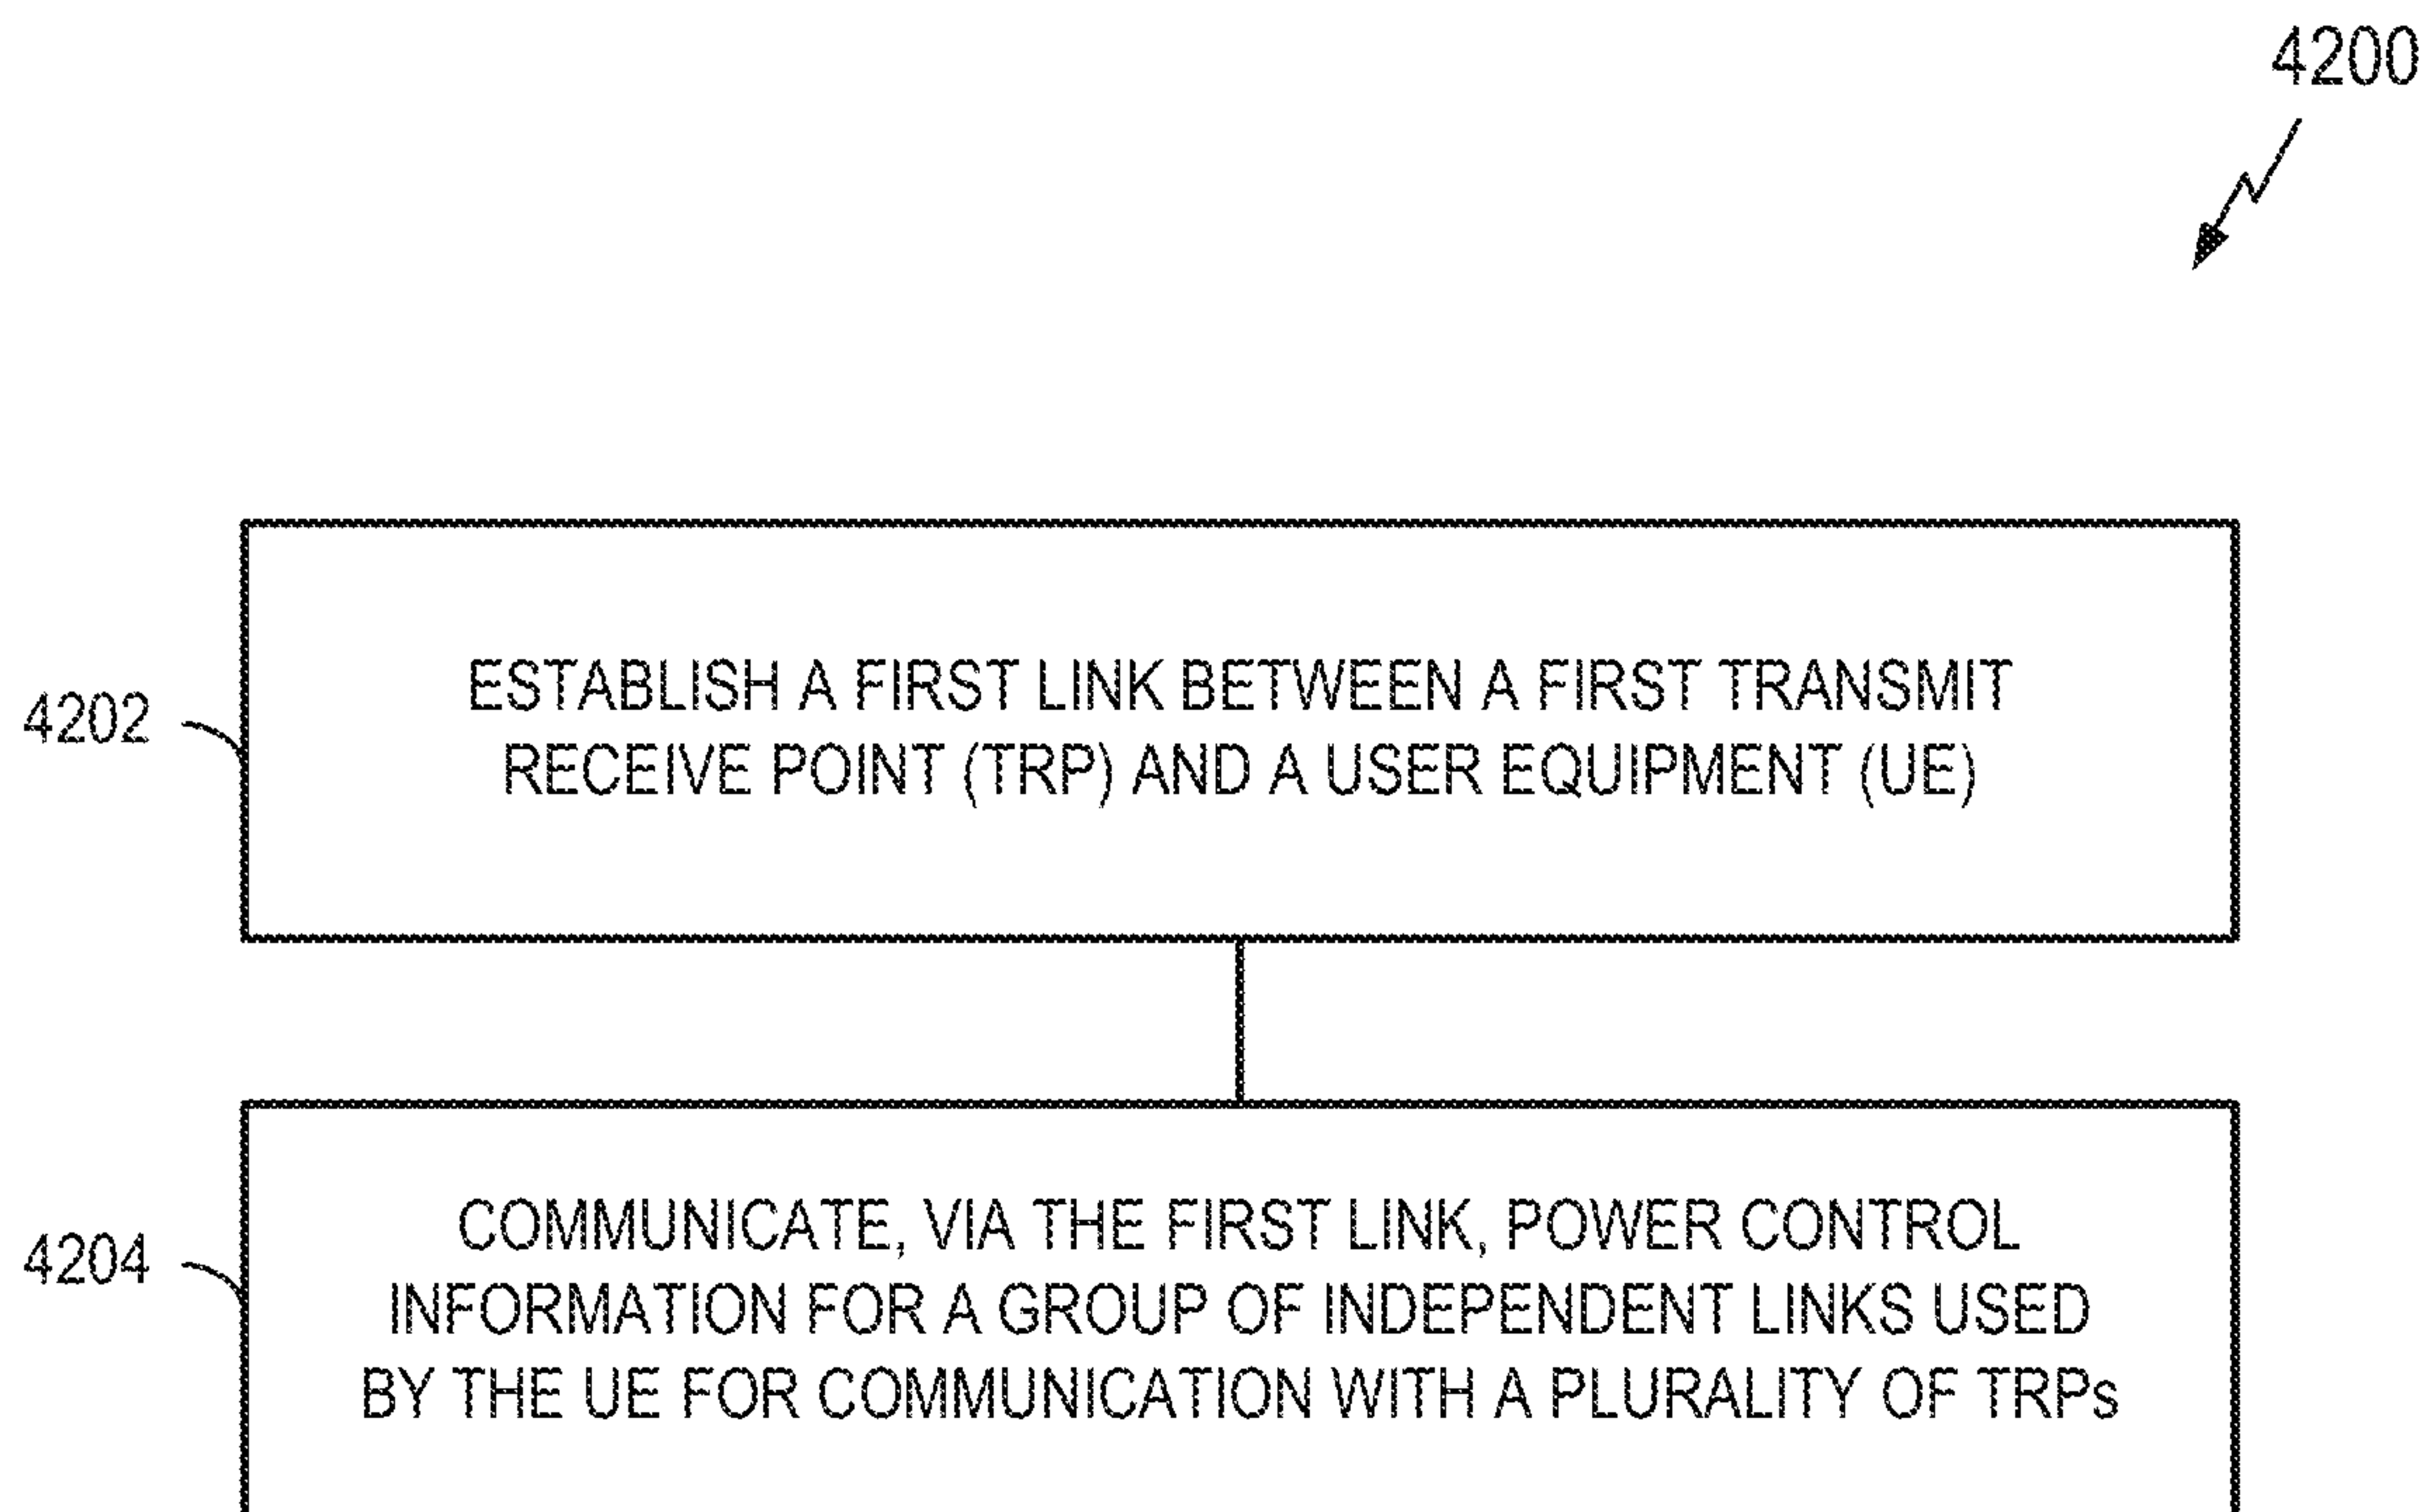 4200
4202
ESTABLISH A FIRST LINK BETWEEN A FIRST TRANSMIT
RECEIVE POINT (TRP) AND A USER EQUIPMENT (UE)
4204
COMMUNICATE, VIA THE FIRST LINK, POWER CONTROL
INFORMATION FOR A GROUP OF INDEPENDENT LINKS USED
BY THE UE FOR COMMUNICATION WITH A PLURALITY OF TRPs